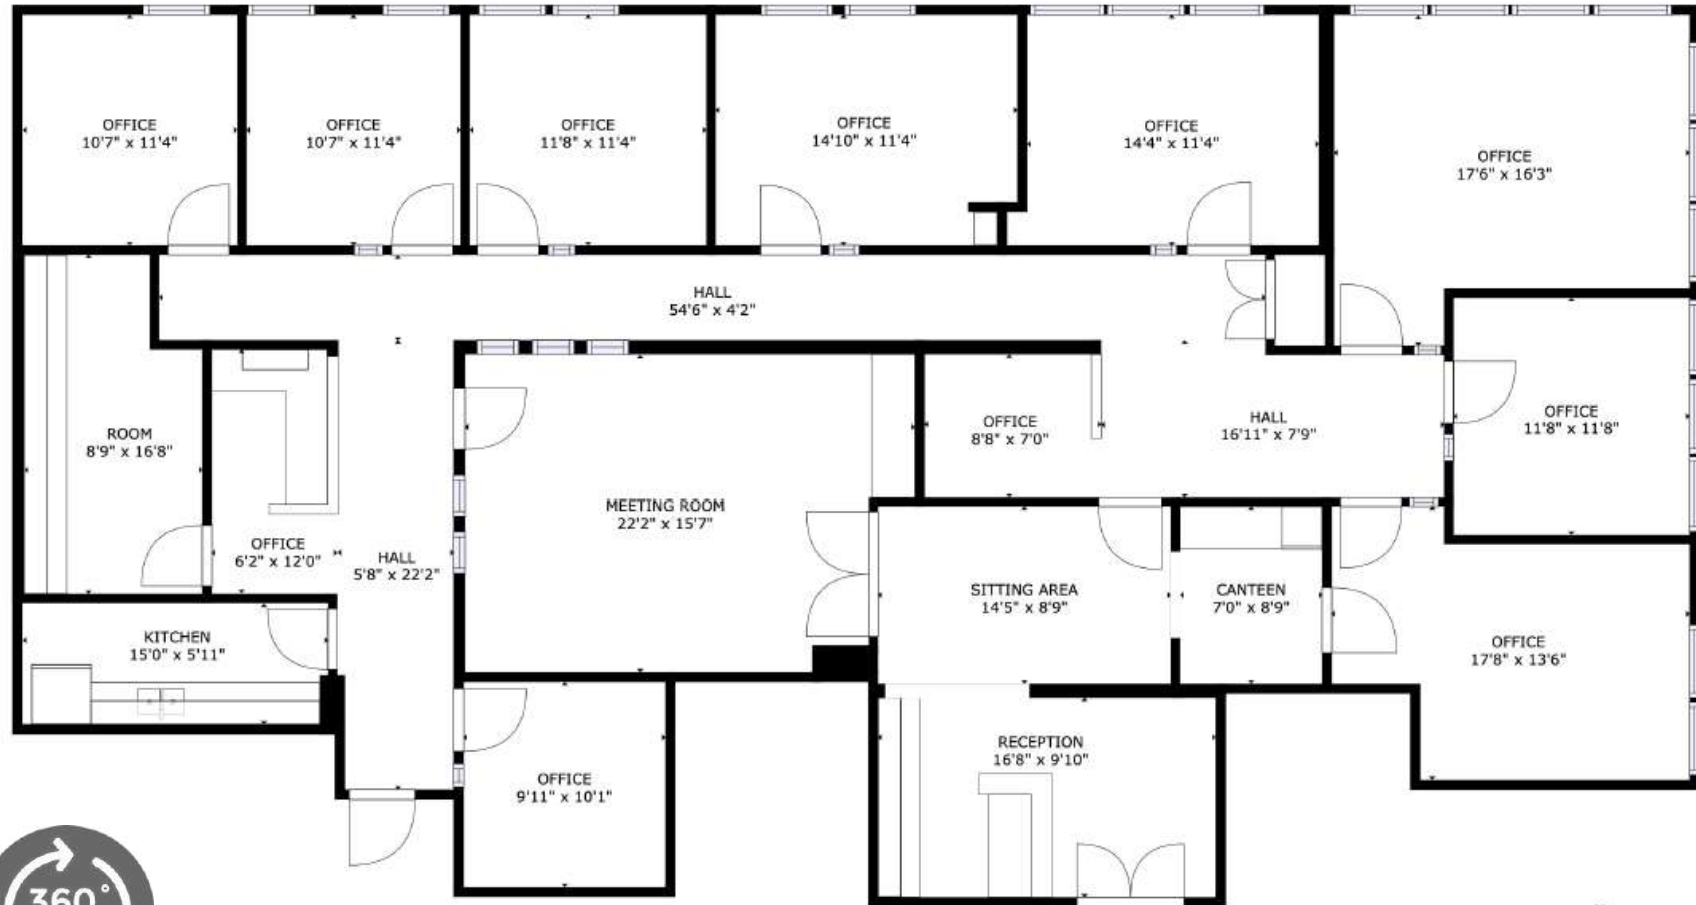 OFFICE
10'7" x 11'4"
OFFICE
10'7" x 11'4"
OFFICE
11'8" x 11'4"
OFFICE
14'10" x 11'4"
OFFICE
14'4" x 11'4"
OFFICE
17'6" x 16'3"
HALL
54'6" x 4'2"
ROOM
8'9" x 16'8"
OFFICE
6'2" x 12'0"
HALL
5'8" x 22'2"
MEETING ROOM
22'2" x 15'7"
OFFICE
8'8" x 7'0"
HALL
16'11" x 7'9"
OFFICE
11'8" x 11'8"
SITTING AREA
14'5" x 8'9"
CANTEEN
7'0" x 8'9"
OFFICE
17'8" x 13'6"
KITCHEN
15'0" x 5'11"
OFFICE
9'11" x 10'1"
RECEPTION
16'8" x 9'10"
360°